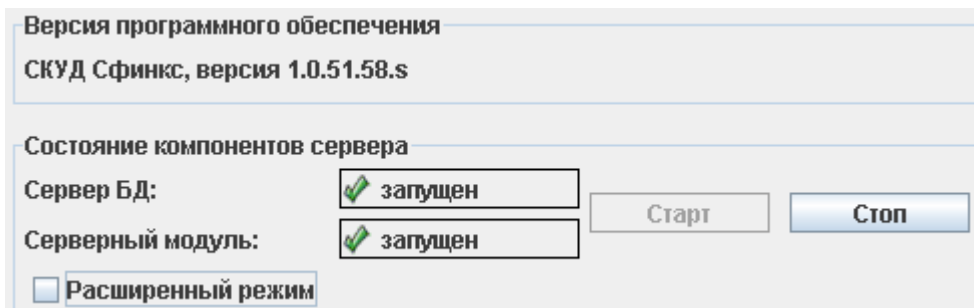 Версия программного обеспечения
СКУД Сфинкс, версия 1.0.51.58.s
Состояние компонентов сервера
Сервер БД: запущен
Старт Стоп
Серверный модуль: запущен
Расширенный режим